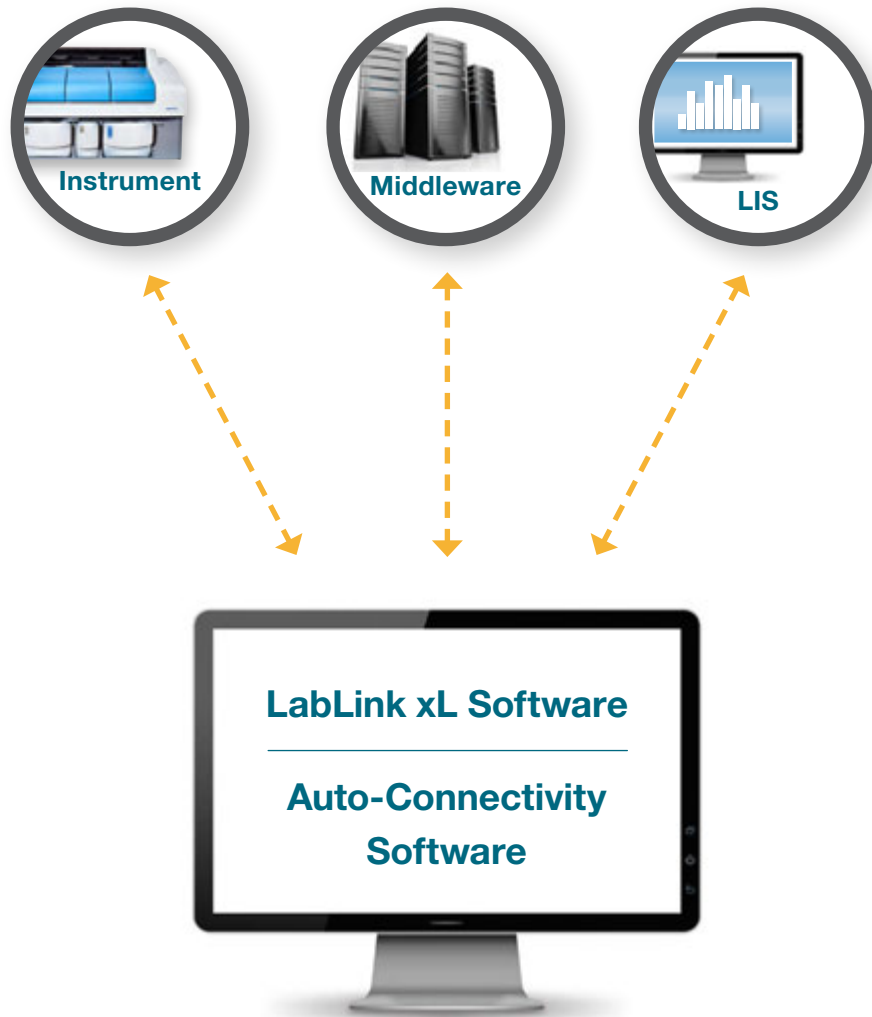 Instrument
Middleware
LIS
LabLink xL Software
Auto-Connectivity
Software